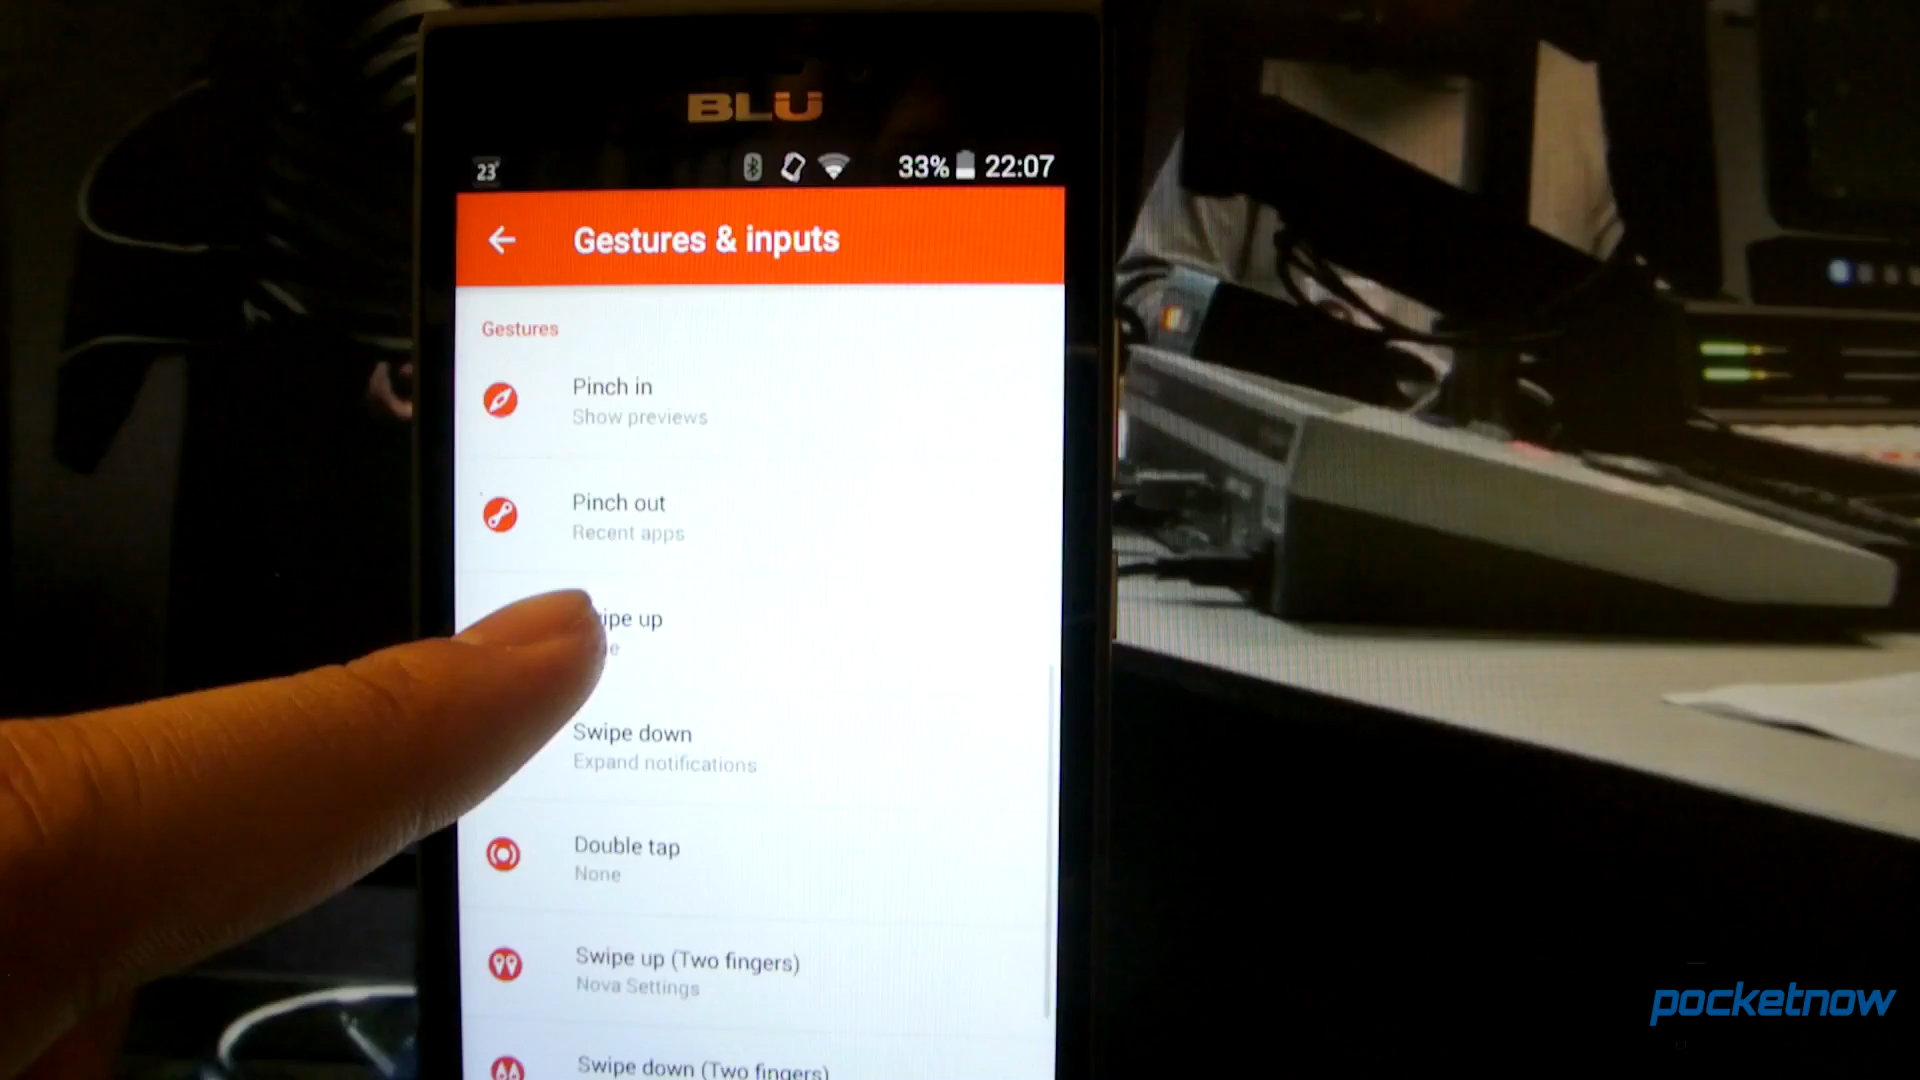 BLU
23°
33% 22:07
Gestures & inputs
Gestures
Pinch in
Show previews
Pinch out
Recent apps
up
Swipe down
Expand notifications
Double tap
None
Swipe up (Two fingers)
Nova Settings
Swipe down (Two fingers)
pocketnow